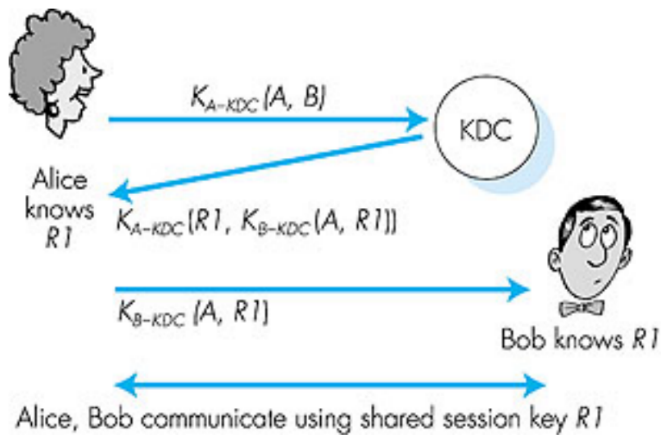 K_A-KDC(A, B)
KDC
Alice
knows
R1
K_A-KDC(R1, K_B-KDC(A, R1))
K_B-KDC(A, R1)
Bob knows R1
Alice, Bob communicate using shared session key R1